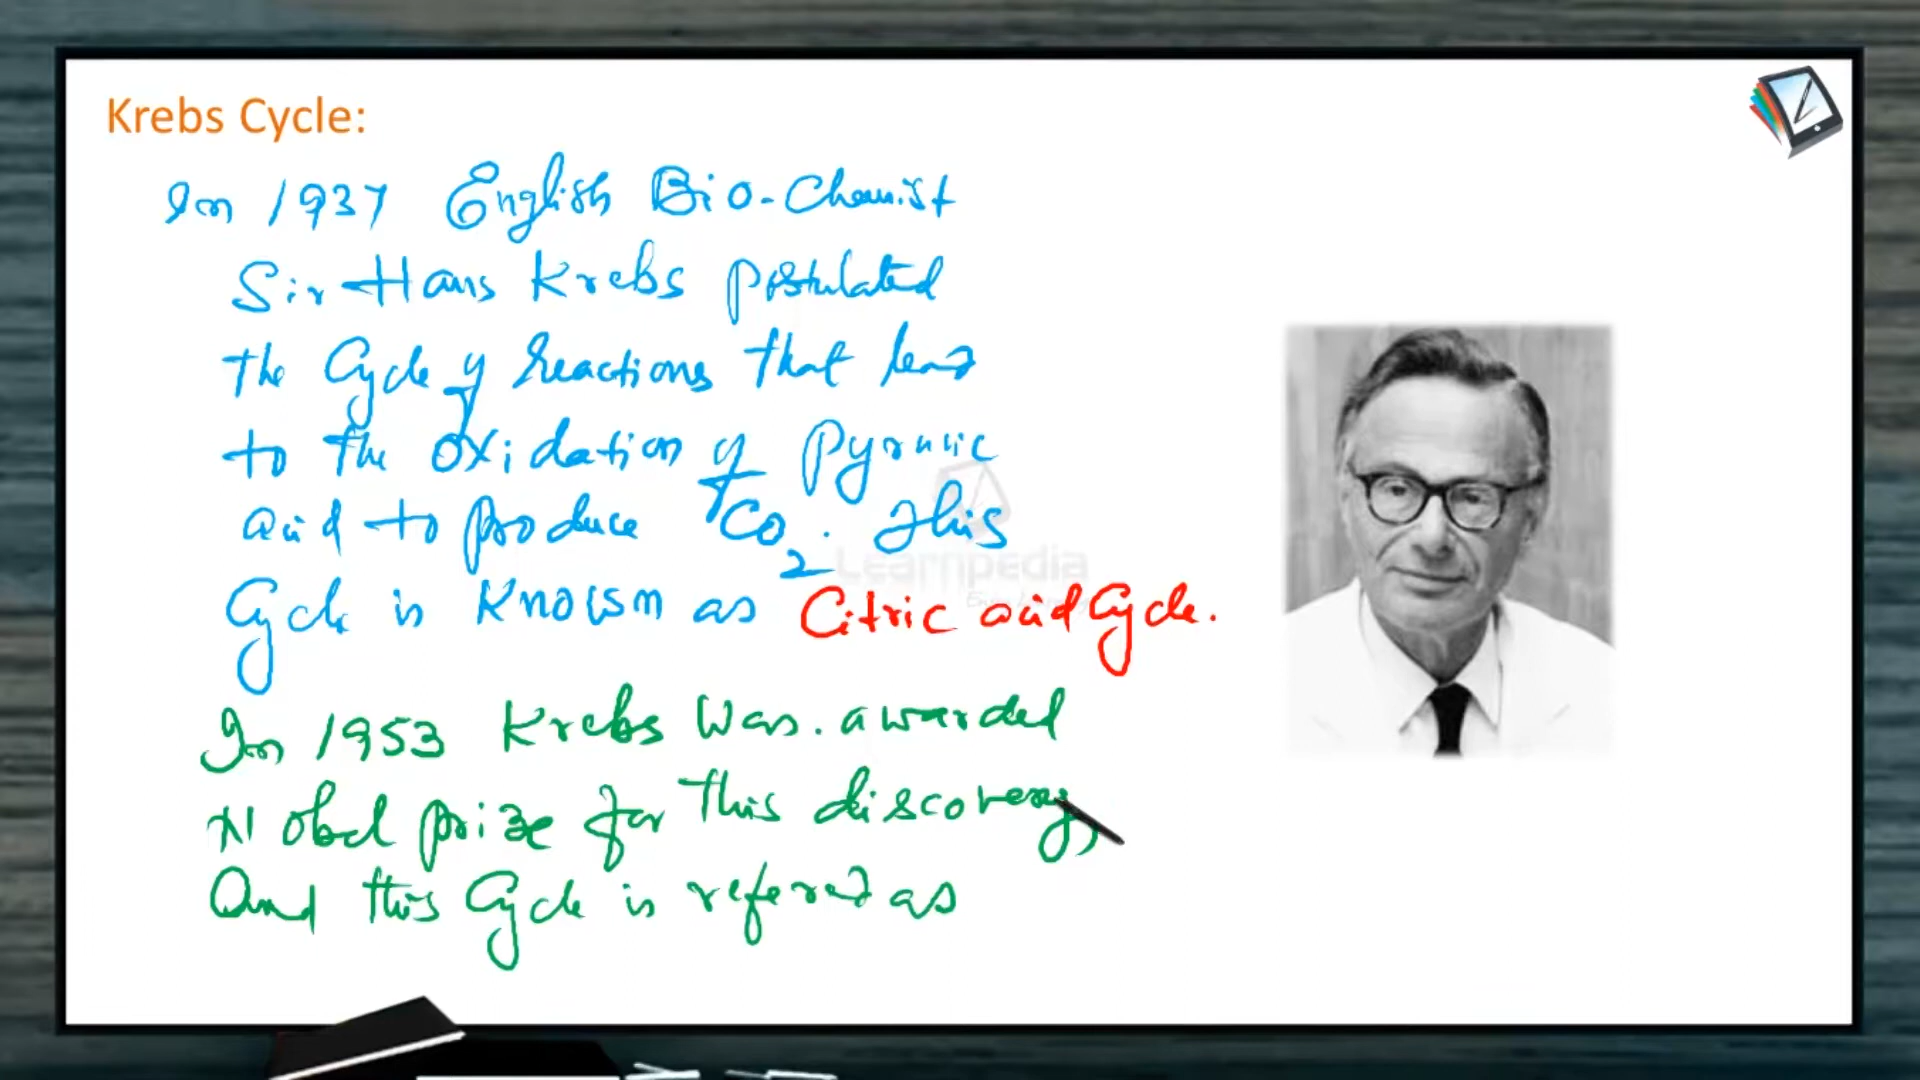 Krebs Cycle:
In 1937 English Bio-Chemist
Sir Hans Krebs postulated
the Cycle of reactions that lead
to the oxidation of pyruvic
acid to produce CO2. This
Cycle is known as Citric acid Cycle.
In 1953 Krebs was. awarded
Nobel prize for this discovery,
And this Cycle is refered as
Learnpedia